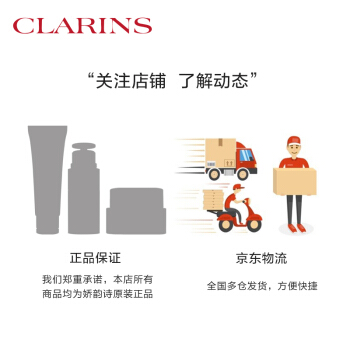 CLARINS
“关注店铺 了解动态”
正品保证
我们郑重承诺，本店所有
商品均为娇韵诗原装正品
京东物流
全国多仓发货，方便快捷